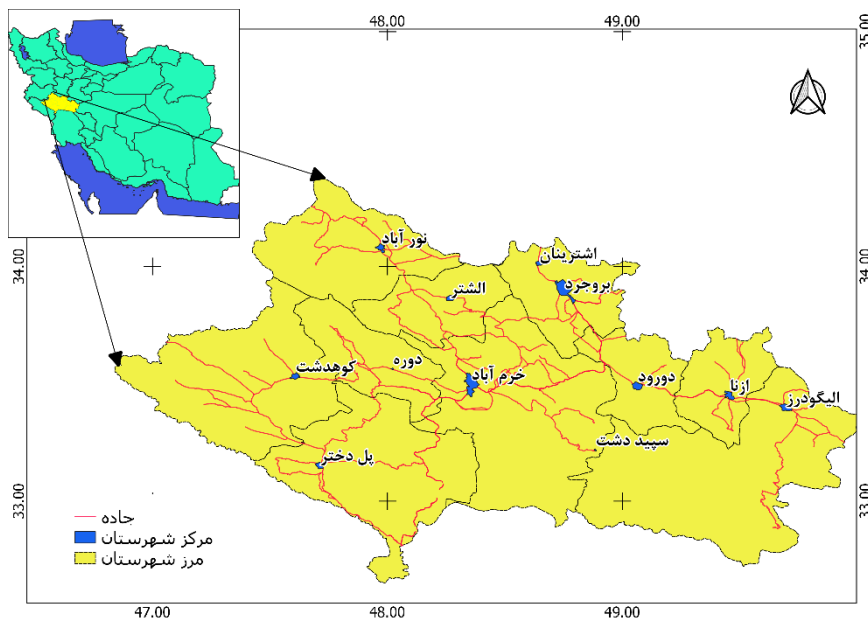 48.00 49.00
35.00
35.00
نور آباد
اشترینان
34.00
34.00
بروجرد
الشتر
دوره
کوهدشت
خرم آباد
دورود
ازنا
الیگودرز
سپید دشت
پل دختر
33.00
33.00
جاده
مرکز شهرستان
مرز شهرستان
47.00 48.00 49.00